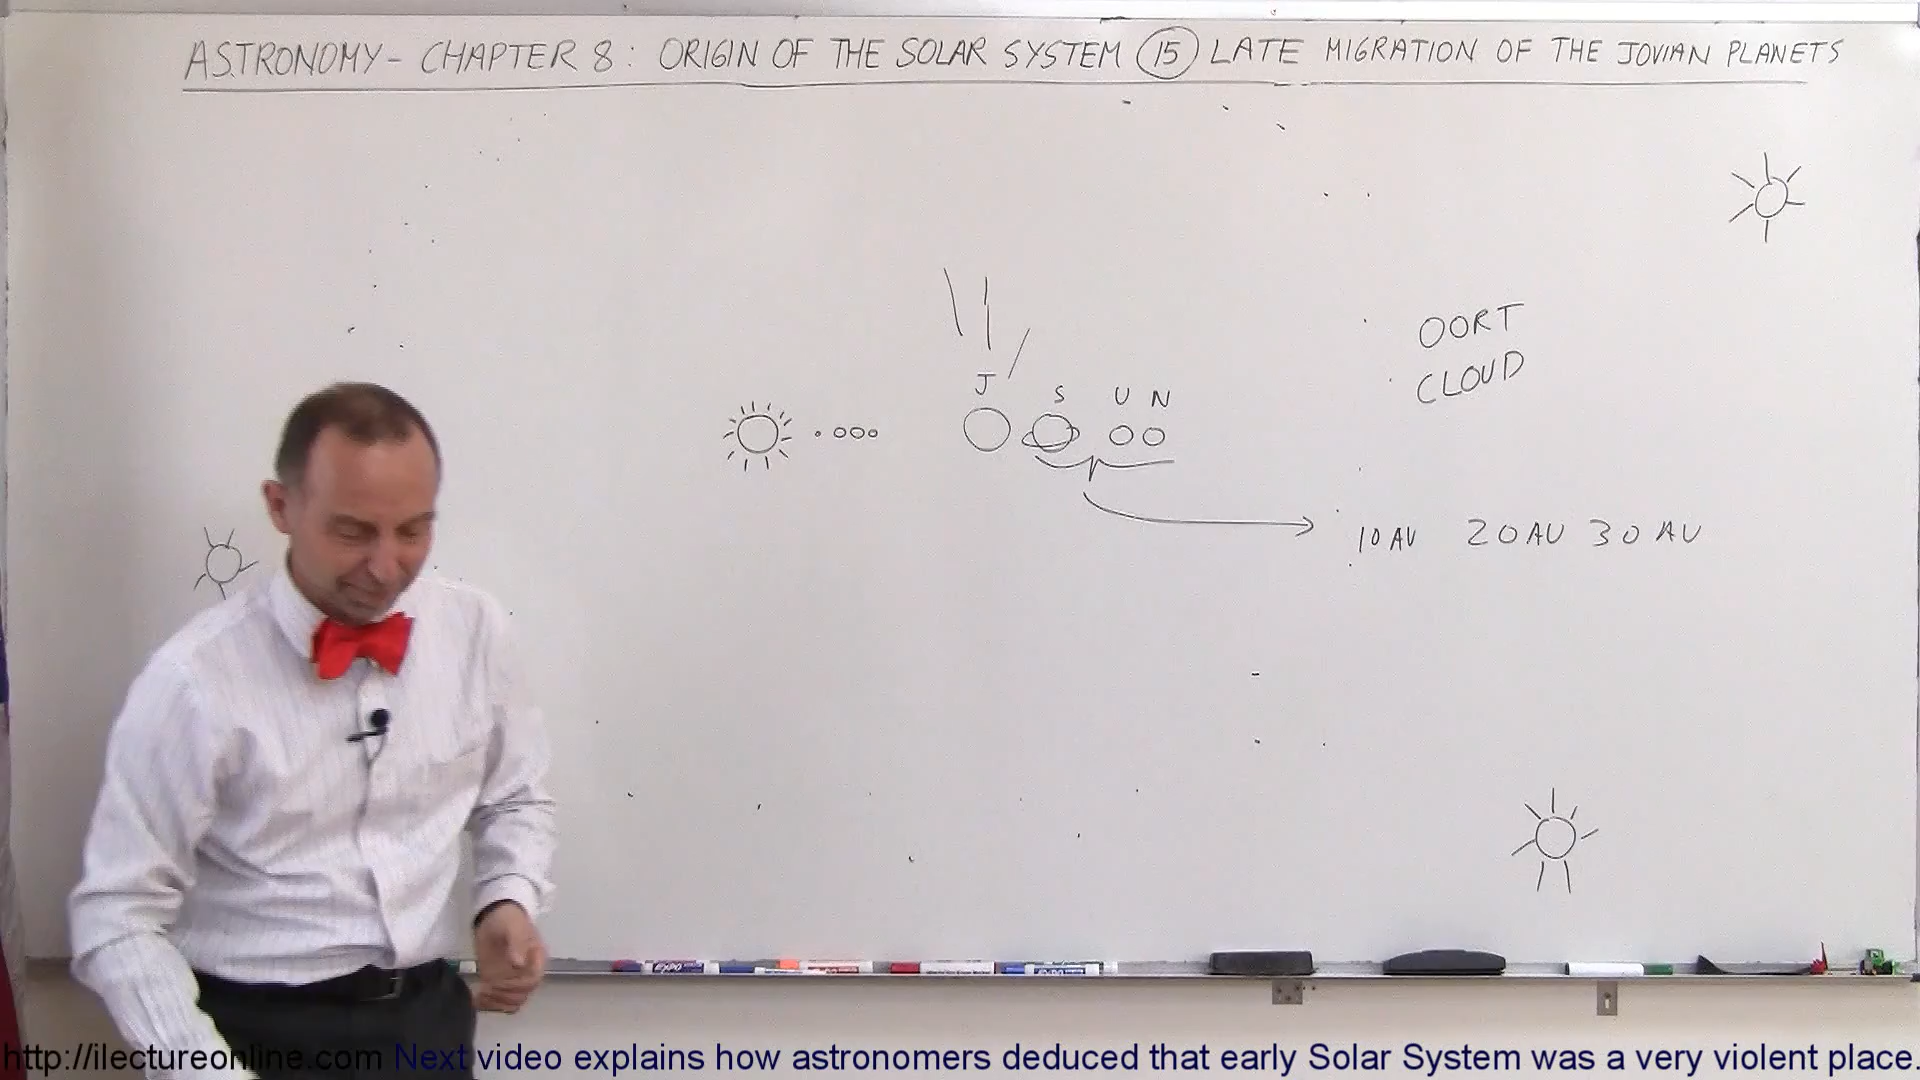 ASTRONOMY - CHAPTER 8: ORIGIN OF THE SOLAR SYSTEM 15 LATE MIGRATION OF THE JOVIAN PLANETS
OORT
CLOUD
J S U N
10 AU 20 AU 30 AU
EXPO EXPO
http://ilectureonline.com Next video explains how astronomers deduced that early Solar System was a very violent place.